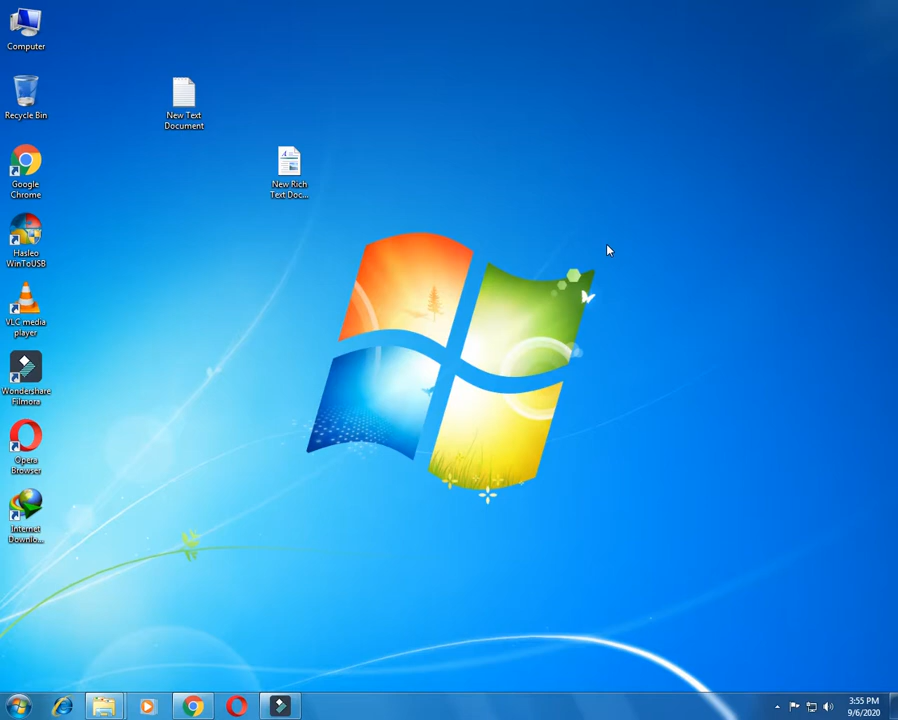 Computer
Recycle Bin
Google
Chrome
Hasleo
WinToUSB
VLC media
player
Wondershare
Filmora
Opera
Browser
Internet
Downlo...
New Text
Document
New Rich
Text Doc...
3:55 PM
9/6/2020